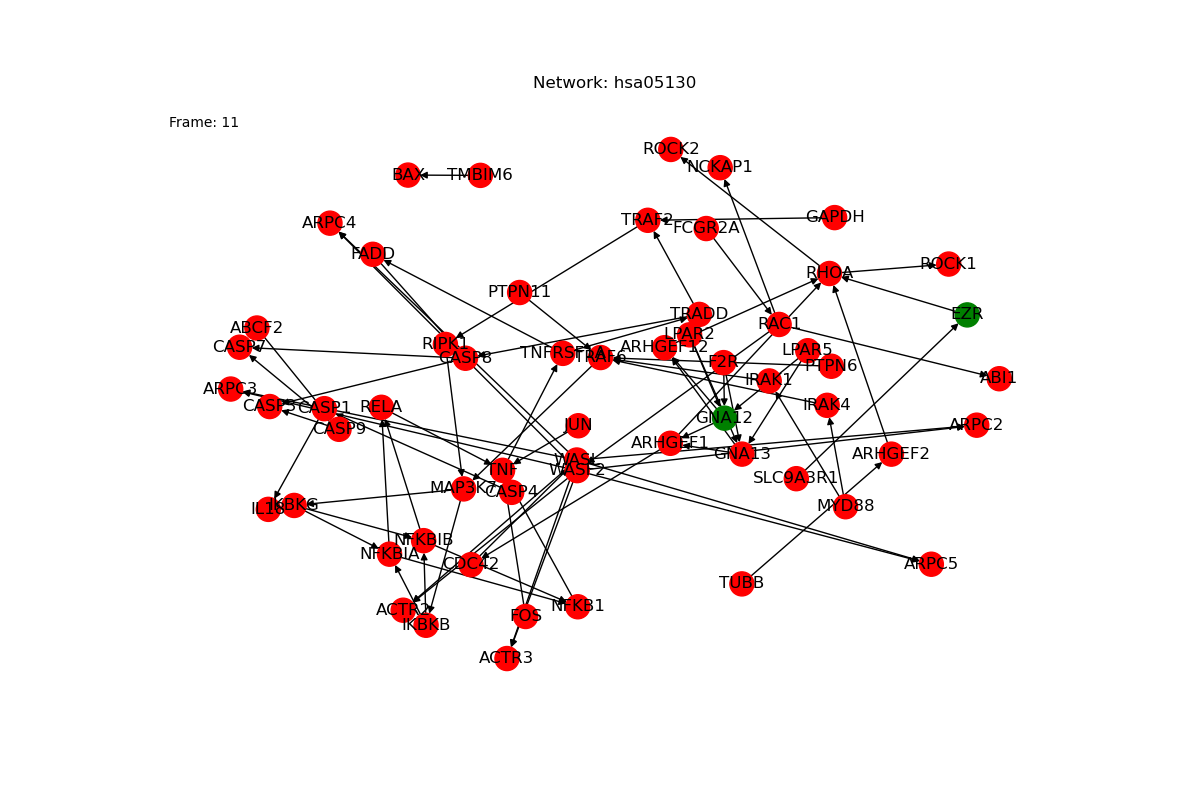 Network: hsa05130
Frame: 11
ROCK2
NCKAP1
BAX
TMBIM6
ARPC4
TRAF2
FCGR2A
GAPDH
FADD
ROCK1
RHOA
PTPN11
TRADD
EZR
RAC1
ABCF2
LPAR2
CASP7
RIPK1
ARHGEF12
LPAR5
CASP8
TRAF6
F2R
PTPN6
IRAK1
ABI1
ARPC3
CASP3
CASP1
RELA
IRAK4
GNA12
JUN
ARPC2
CASP9
ARHGEF1
GNA13
ARHGEF2
WASL
WASF2
TNF
SLC9A3R1
MAP3K7
CASP4
IKBKG
MYD88
NFKBIB
NFKBIA
CDC42
ARPC5
TUBB
NFKB1
ACTR2
FOS
IKBKB
ACTR3